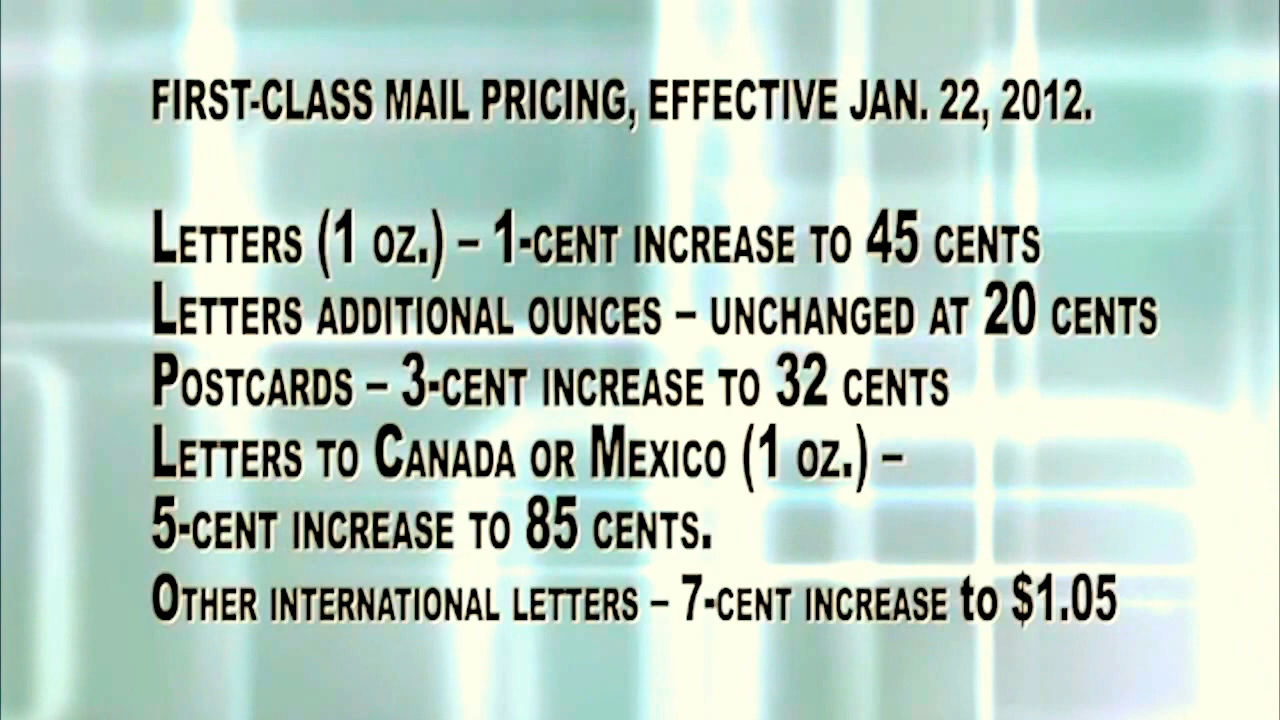 FIRST-CLASS MAIL PRICING, EFFECTIVE JAN. 22, 2012.
LETTERS (1 OZ.) – 1-CENT INCREASE TO 45 CENTS
LETTERS ADDITIONAL OUNCES – UNCHANGED AT 20 CENTS
POSTCARDS – 3-CENT INCREASE TO 32 CENTS
LETTERS TO CANADA OR MEXICO (1 OZ.) –
5-CENT INCREASE TO 85 CENTS.
OTHER INTERNATIONAL LETTERS – 7-CENT INCREASE to $1.05